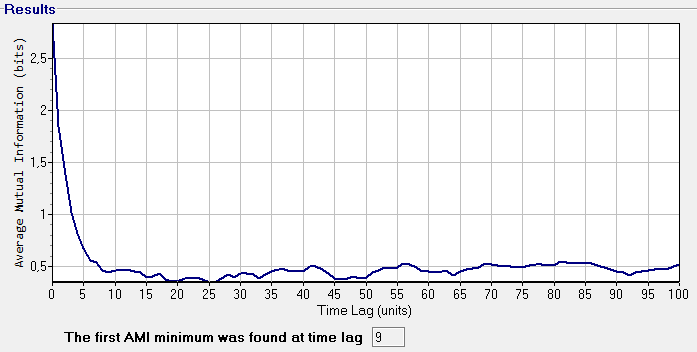 Results
Average Mutual Information (bits)
2,5
2
1,5
1
0,5
0 5 10 15 20 25 30 35 40 45 50 55 60 65 70 75 80 85 90 95 100
Time Lag (units)
The first AMI minimum was found at time lag 9